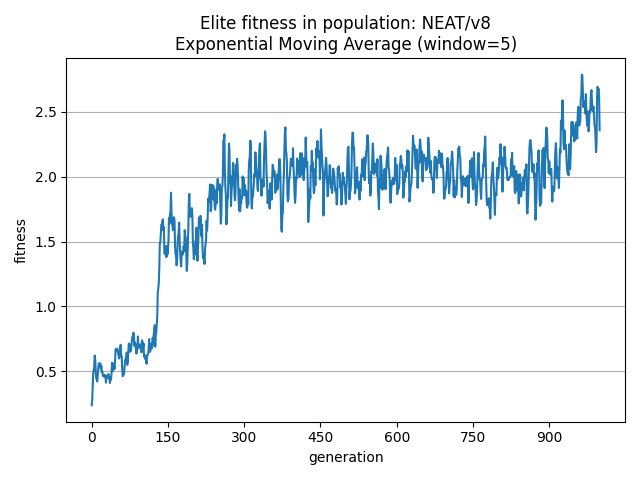 Elite fitness in population: NEAT/v8
Exponential Moving Average (window=5)
fitness
2.5
2.0
1.5
1.0
0.5
0 150 300 450 600 750 900
generation